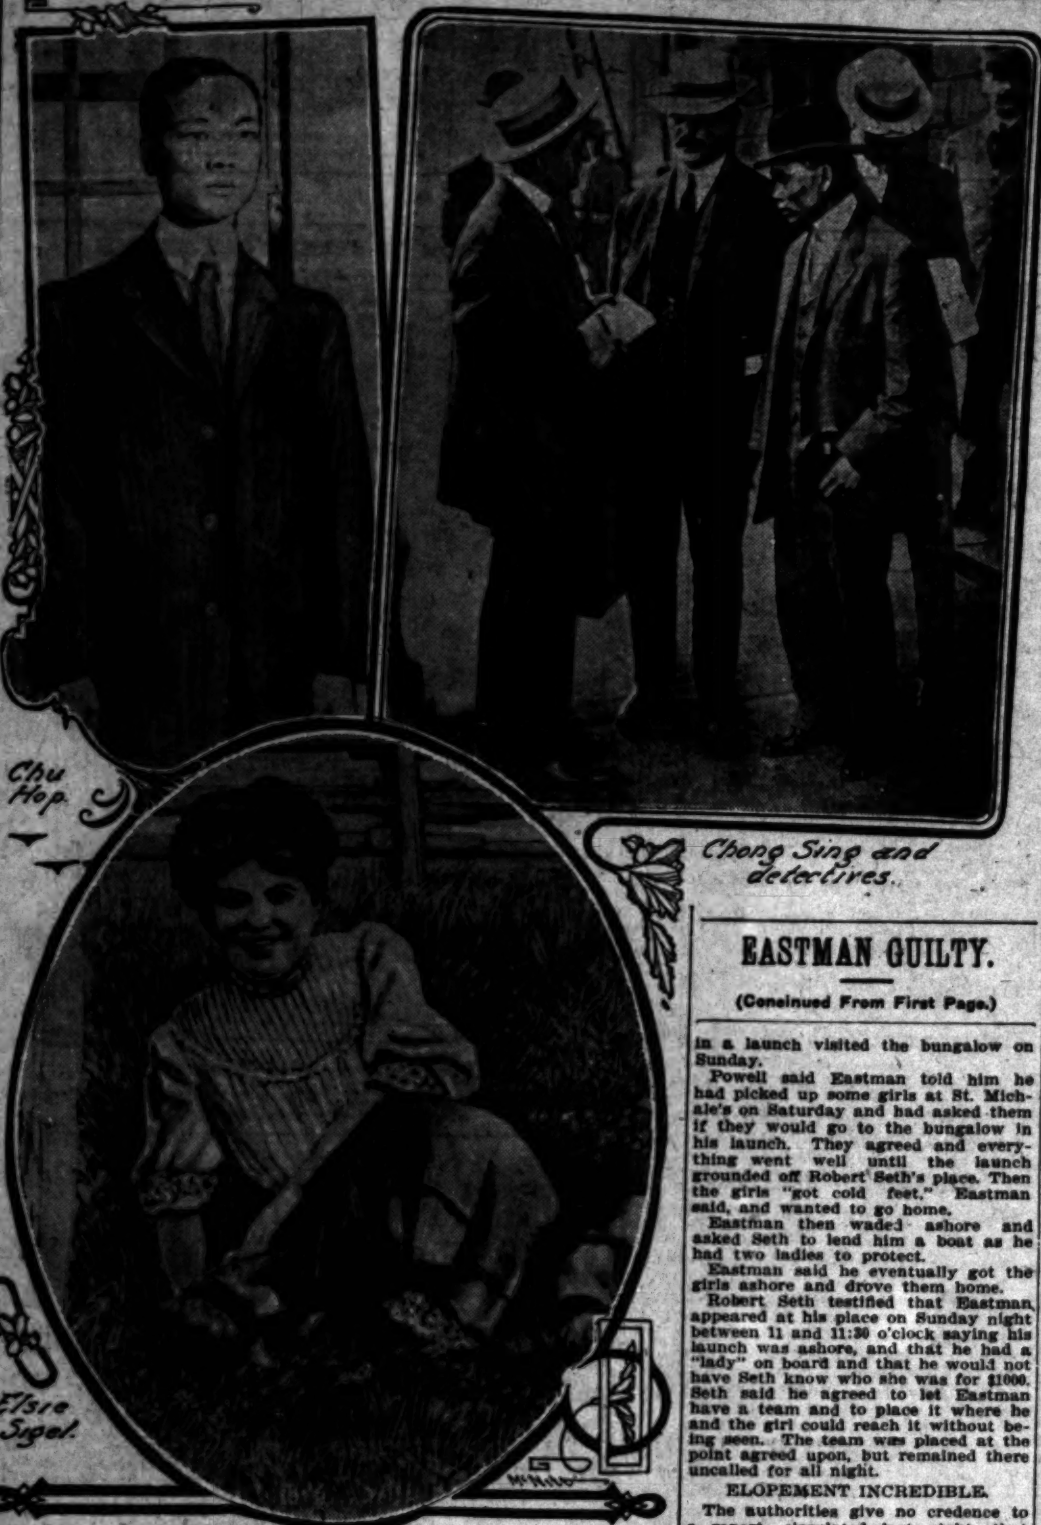 Chu
Hop.
Chong Sing and
detectives.
Elsie
Sigel.
EASTMAN GUILTY.
(Coneinued From First Page.)
in a launch visited the bungalow on
Sunday.
Powell said Eastman told him he
had picked up some girls at St. Mich-
ale's on Saturday and had asked them
if they would go to the bungalow in
his launch. They agreed and every-
thing went well until the launch
grounded off Robert Seth's place. Then
the girls "got cold feet," Eastman
said, and wanted to go home.
Eastman then waded ashore and
asked Seth to lend him a boat as he
had two ladies to protect.
Eastman said he eventually got the
girls ashore and drove them home.
Robert Seth testified that Eastman
appeared at his place on Sunday night
between 11 and 11:30 o'clock saying his
launch was ashore, and that he had a
"lady" on board and that he would not
have Seth know who she was for $1000.
Seth said he agreed to let Eastman
have a team and to place it where he
and the girl could reach it without be-
ing seen. The team was placed at the
point agreed upon, but remained there
uncalled for all night.
ELOPEMENT INCREDIBLE.
The authorities give no credence to